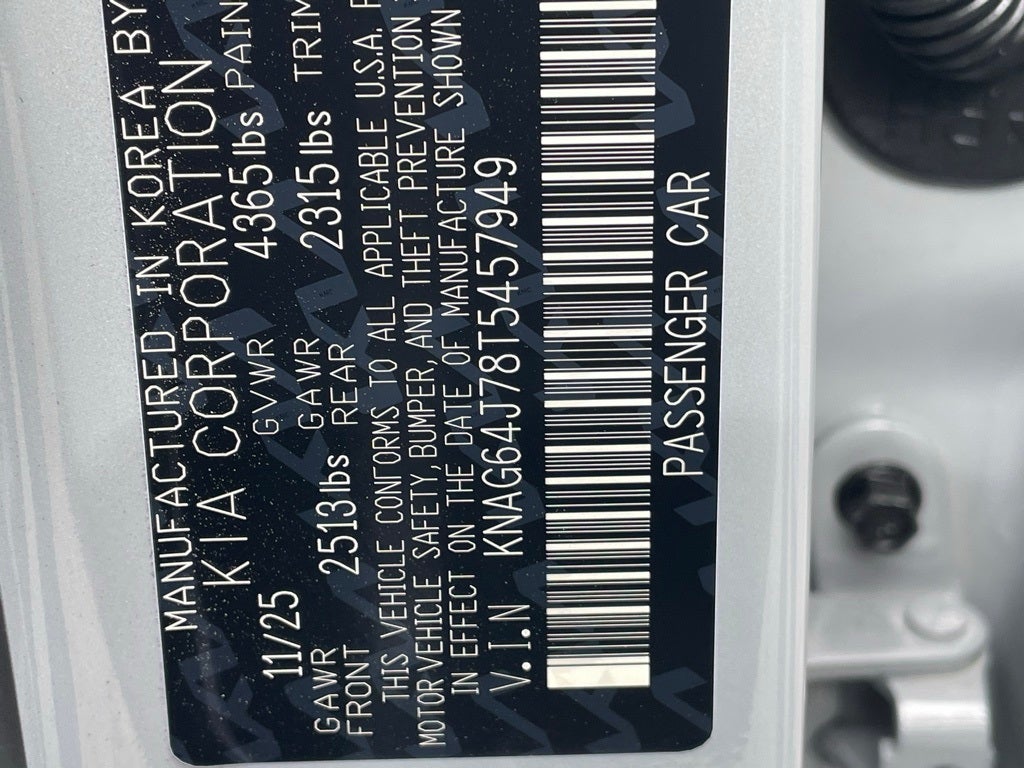 MANUFACTURED IN KOREA BY
KIA CORPORATION
11/25 GVWR 4365lbs PAIN
GAWR FRONT 2513lbs GAWR REAR 2315lbs TRIM
THIS VEHICLE CONFORMS TO ALL APPLICABLE U.S.A. F
MOTOR VEHICLE SAFETY, BUMPER, AND THEFT PREVENTION
IN EFFECT ON THE DATE OF MANUFACTURE SHOWN
V.I.N KNAG64J78T5457949
PASSENGER CAR